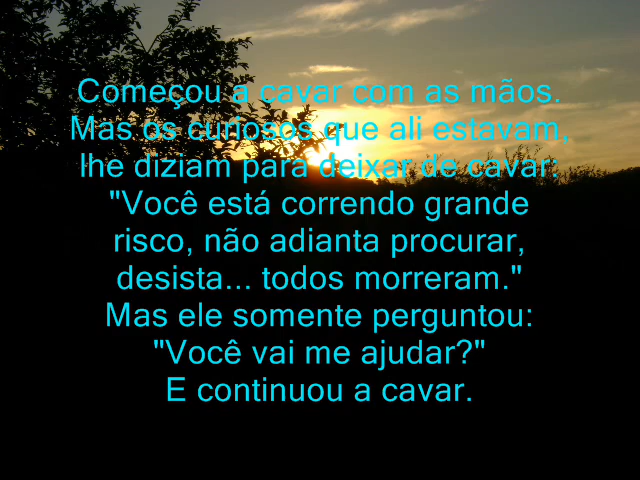 Começou a cavar com as mãos.
Mas os curiosos que ali estavam,
lhe diziam para deixar de cavar:
"Você está correndo grande
risco, não adianta procurar,
desista... todos morreram."
Mas ele somente perguntou:
"Você vai me ajudar?"
E continuou a cavar.